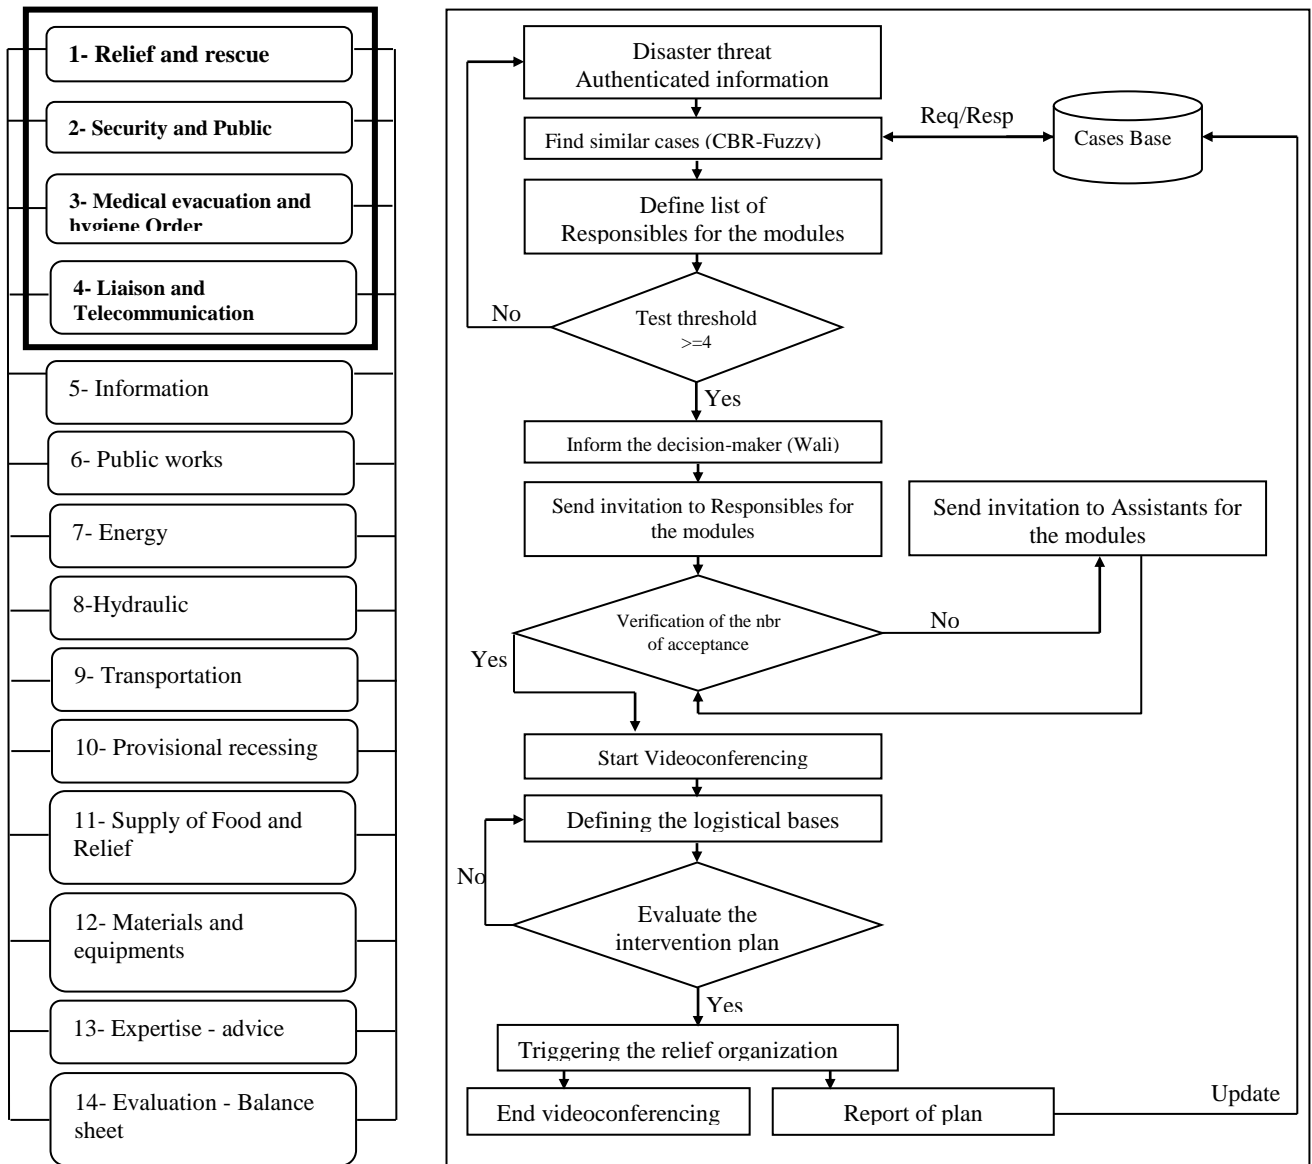 1- Relief and rescue
2- Security and Public
3- Medical evacuation and
hygiene Order
4- Liaison and
Telecommunication
5- Information
6- Public works
7- Energy
8-Hydraulic
9- Transportation
10- Provisional recessing
11- Supply of Food and
Relief
12- Materials and
equipments
13- Expertise - advice
14- Evaluation - Balance
sheet
Disaster threat
Authenticated information
Find similar cases (CBR-Fuzzy)
Req/Resp
Cases Base
Define list of
Responsibles for the modules
Test threshold
>=4
No
Yes
Inform the decision-maker (Wali)
Send invitation to Responsibles for
the modules
Send invitation to Assistants for
the modules
Verification of the nbr
of acceptance
No
Yes
Start Videoconferencing
Defining the logistical bases
No
Evaluate the
intervention plan
Yes
Triggering the relief organization
End videoconferencing
Report of plan
Update